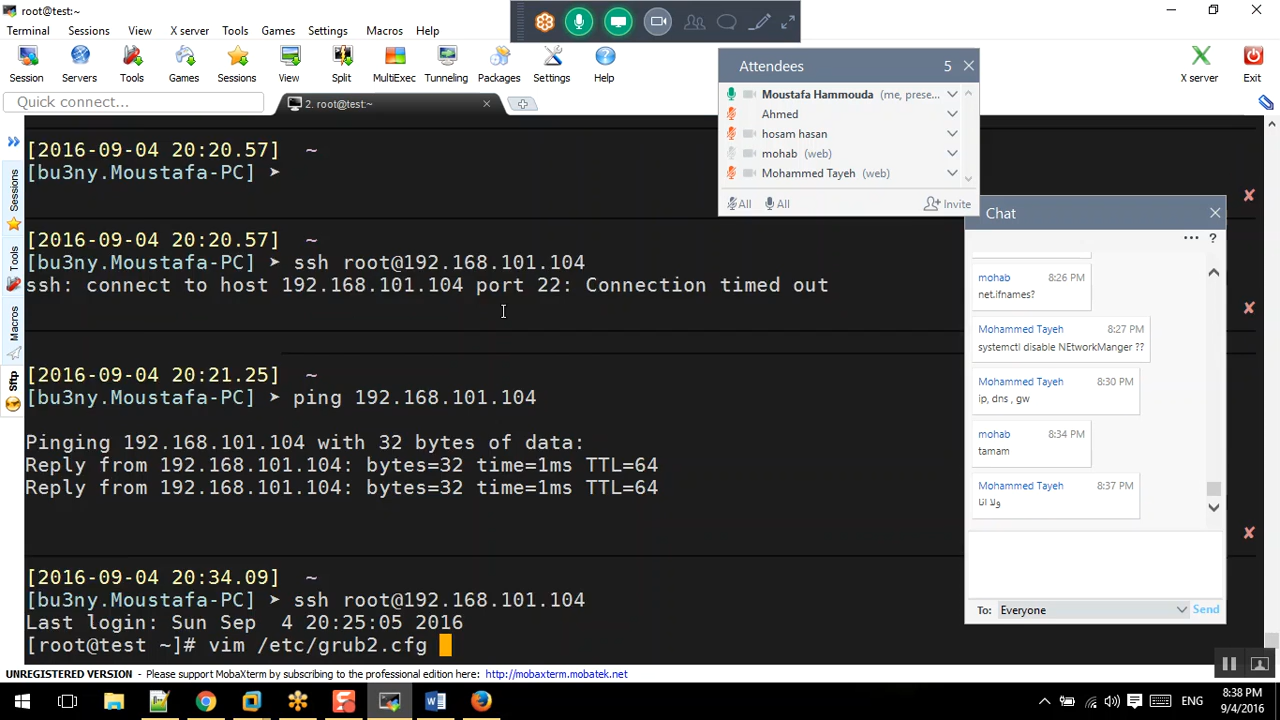 root@test:~
Terminal Sessions View X server Tools Games Settings Macros Help
Session Servers Tools Games Sessions View Split MultiExec Tunneling Packages Settings Help X server Exit
Quick connect...
2. root@test:~
Sessions
Tools
Macros
Sftp
[2016-09-04 20:20.57] ~
[bu3ny.Moustafa-PC] ➤
[2016-09-04 20:20.57] ~
[bu3ny.Moustafa-PC] ➤ ssh root@192.168.101.104
ssh: connect to host 192.168.101.104 port 22: Connection timed out
[2016-09-04 20:21.25] ~
[bu3ny.Moustafa-PC] ➤ ping 192.168.101.104
Pinging 192.168.101.104 with 32 bytes of data:
Reply from 192.168.101.104: bytes=32 time=1ms TTL=64
Reply from 192.168.101.104: bytes=32 time=1ms TTL=64
[2016-09-04 20:34.09] ~
[bu3ny.Moustafa-PC] ➤ ssh root@192.168.101.104
Last login: Sun Sep 4 20:25:05 2016
[root@test ~]# vim /etc/grub2.cfg
Attendees 5
Moustafa Hammouda (me, prese...
Ahmed
hosam hasan
mohab (web)
Mohammed Tayeh (web)
All All Invite
Chat
mohab 8:26 PM
net.ifnames?
Mohammed Tayeh 8:27 PM
systemctl disable NEtworkManger ??
Mohammed Tayeh 8:30 PM
ip, dns , gw
mohab 8:34 PM
tamam
Mohammed Tayeh 8:37 PM
ولا انا
To: Everyone Send
UNREGISTERED VERSION - Please support MobaXterm by subscribing to the professional edition here: http://mobaxterm.mobatek.net
ENG
8:38 PM
9/4/2016